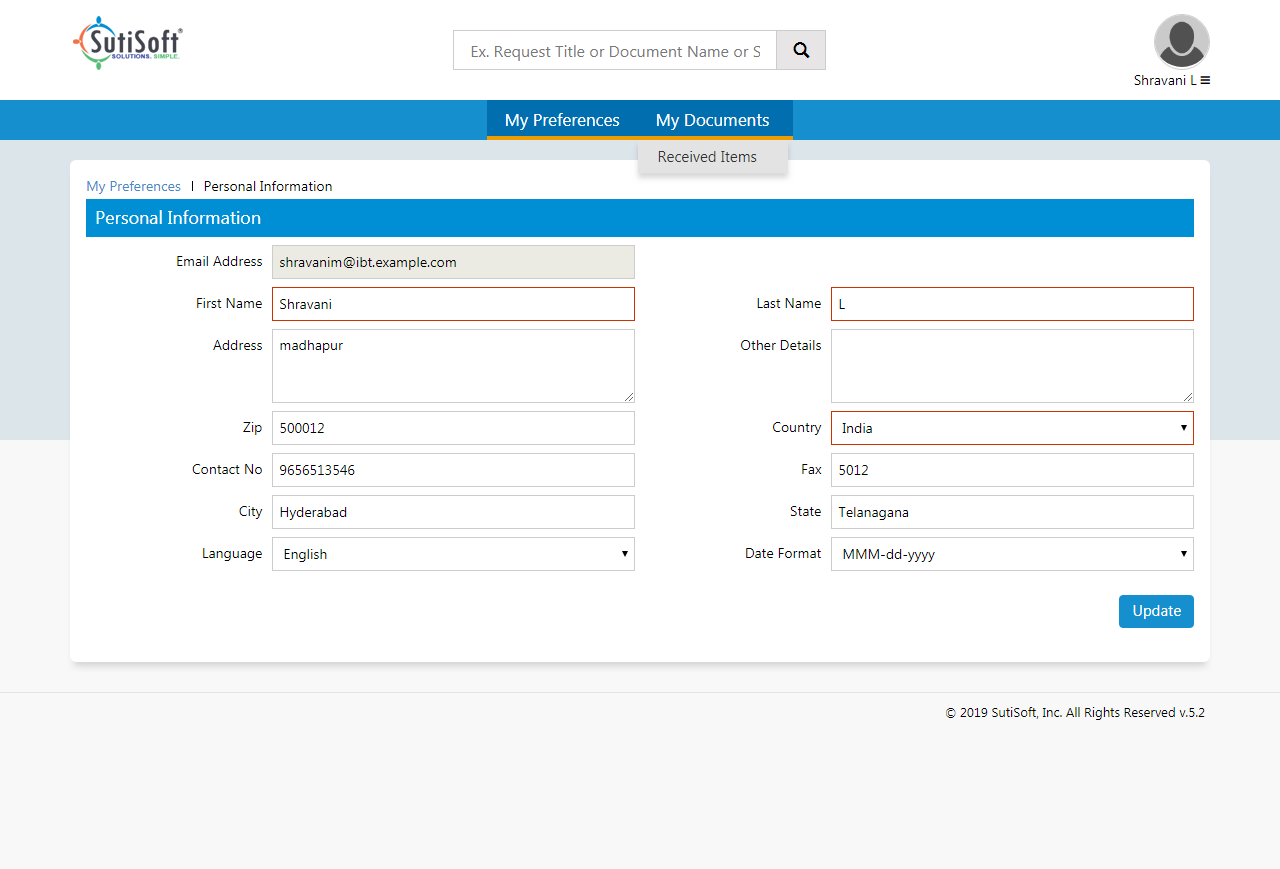 SutiSoft®
SOLUTIONS. SIMPLE.
Ex. Request Title or Document Name or S
Shravani L
My Preferences My Documents
Received Items
My Preferences | Personal Information
Personal Information
Email Address shravanim@ibt.example.com
First Name Shravani Last Name L
Address madhapur Other Details
Zip 500012 Country India
Contact No 9656513546 Fax 5012
City Hyderabad State Telanagana
Language English Date Format MMM-dd-yyyy
Update
© 2019 SutiSoft, Inc. All Rights Reserved v.5.2